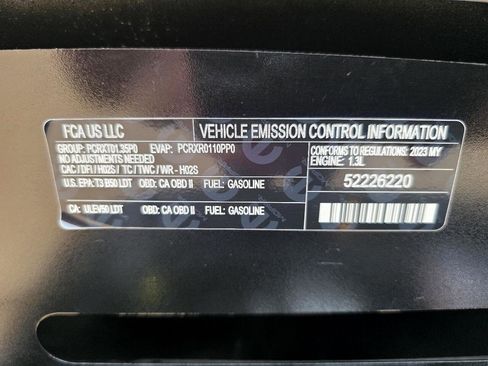 FCA US LLC
VEHICLE EMISSION CONTROL INFORMATION
GROUP: PCRXT01.35P0 EVAP: PCRXR0110PP0
NO ADJUSTMENTS NEEDED
CAC / DFI / H02S / TC / TWC / WR - H02S
CONFORMS TO REGULATIONS: 2023 MY
ENGINE: 1.3L
U.S. EPA: T3 B50 LDT OBD: CA OBD II FUEL: GASOLINE
52226220
CA: ULEV50 LDT OBD: CA OBD II FUEL: GASOLINE